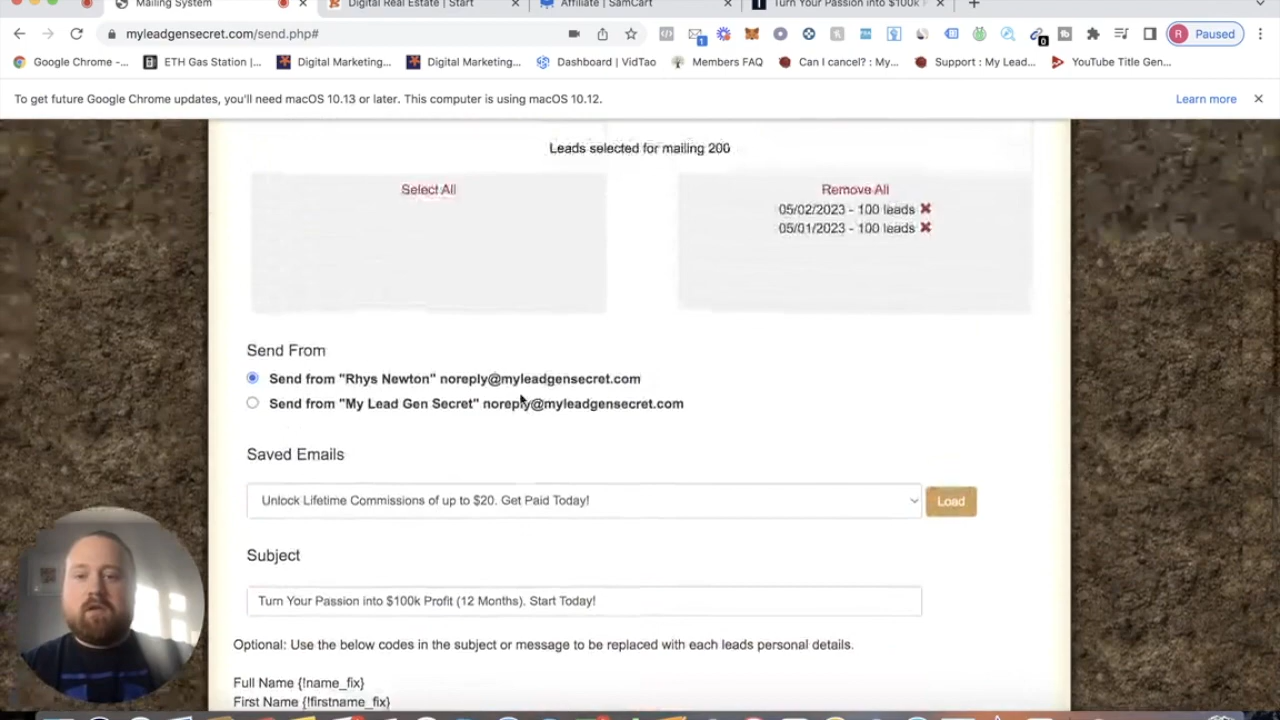 Mailing System
Digital Real Estate | Start
Affiliate | SamCart
Turn Your Passion into $100k P
myleadgensecret.com/send.php#
1
0
R
Paused
Google Chrome -...
ETH Gas Station |...
Digital Marketing...
Digital Marketing...
Dashboard | VidTao
Members FAQ
Can I cancel? : My...
Support : My Lead...
YouTube Title Gen...
To get future Google Chrome updates, you'll need macOS 10.13 or later. This computer is using macOS 10.12.
Learn more
Leads selected for mailing 200
Select All
Remove All
05/02/2023 - 100 leads
05/01/2023 - 100 leads
Send From
Send from "Rhys Newton" noreply@myleadgensecret.com
Send from "My Lead Gen Secret" noreply@myleadgensecret.com
Saved Emails
Unlock Lifetime Commissions of up to $20. Get Paid Today!
Load
Subject
Turn Your Passion into $100k Profit (12 Months). Start Today!
Optional: Use the below codes in the subject or message to be replaced with each leads personal details.
Full Name {!name_fix}
First Name {!firstname_fix}